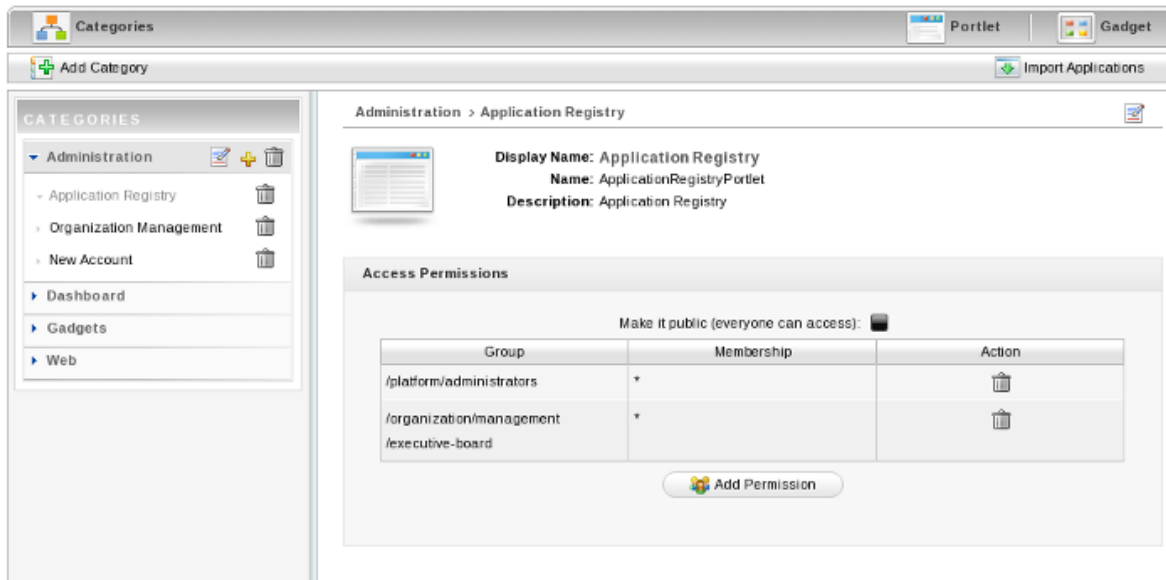 Categories
Portlet
Gadget
Add Category
Import Applications
CATEGORIES
Administration
Application Registry
Organization Management
New Account
Dashboard
Gadgets
Web
Administration > Application Registry
Display Name: Application Registry
Name: ApplicationRegistryPortlet
Description: Application Registry
Access Permissions
Make it public (everyone can access):
Group Membership Action
/platform/administrators *
/organization/management *
/executive-board
Add Permission